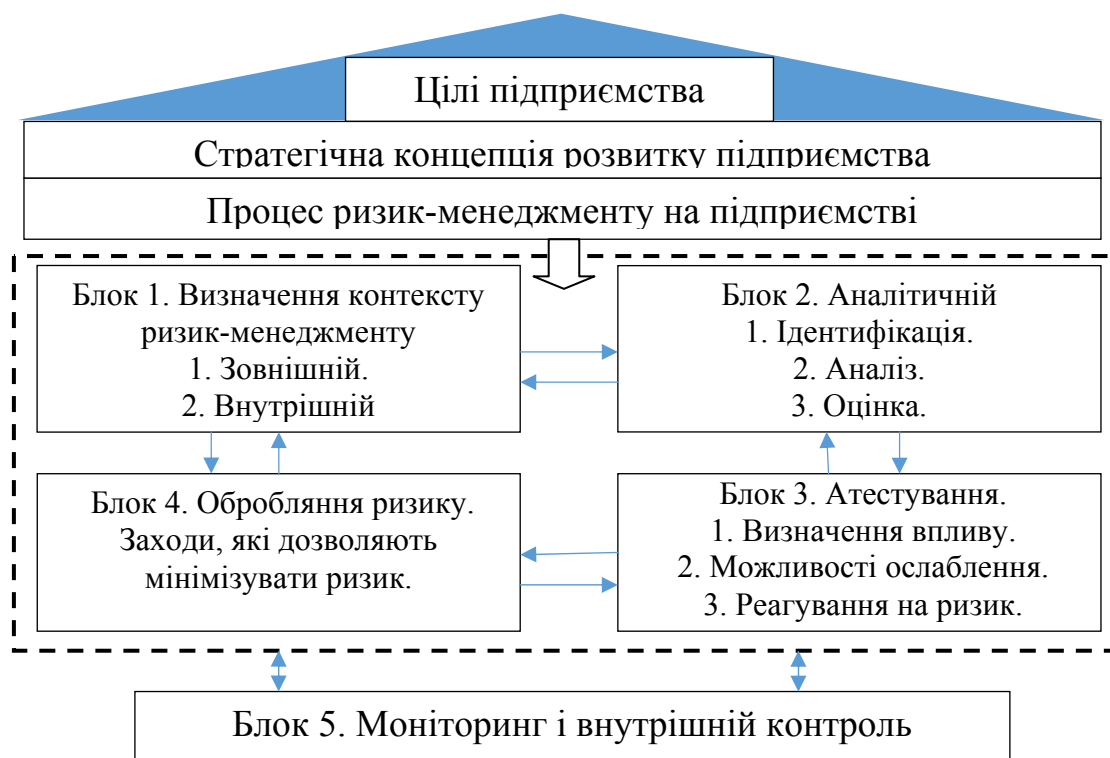 Цілі підприємства
Стратегічна концепція розвитку підприємства
Процес ризик-менеджменту на підприємстві
Блок 1. Визначення контексту
ризик-менеджменту
1. Зовнішній.
2. Внутрішній
Блок 2. Аналітичній
1. Ідентифікація.
2. Аналіз.
3. Оцінка.
Блок 4. Обробляння ризику.
Заходи, які дозволяють
мінімізувати ризик.
Блок 3. Атестування.
1. Визначення впливу.
2. Можливості ослаблення.
3. Реагування на ризик.
Блок 5. Моніторинг і внутрішній контроль